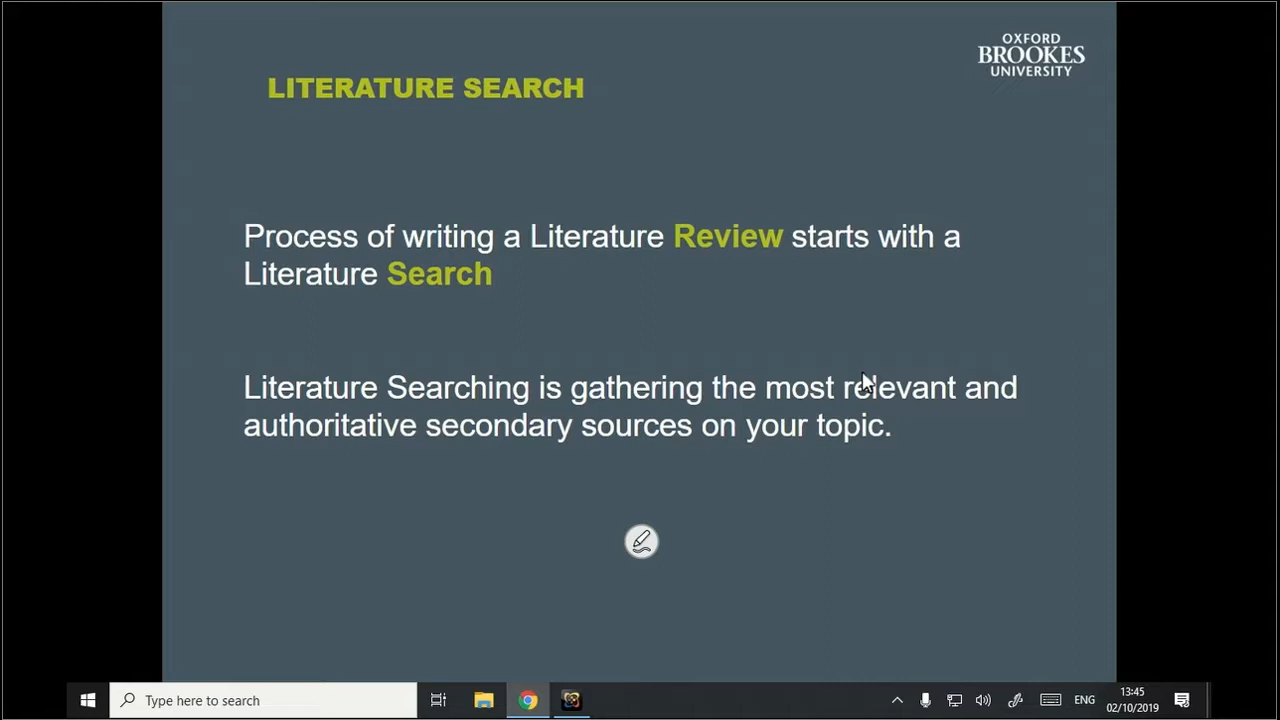 OXFORD
BROOKES
UNIVERSITY
LITERATURE SEARCH
Process of writing a Literature Review starts with a
Literature Search
Literature Searching is gathering the most relevant and
authoritative secondary sources on your topic.
Type here to search
ENG
13:45
02/10/2019